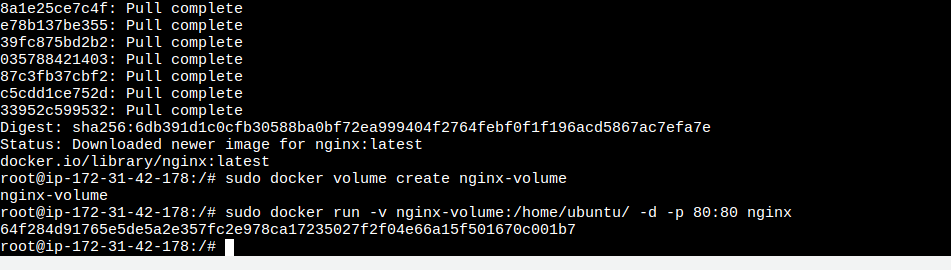 8a1e25ce7c4f: Pull complete
e78b137be355: Pull complete
39fc875bd2b2: Pull complete
035788421403: Pull complete
87c3fb37cbf2: Pull complete
c5cdd1ce752d: Pull complete
33952c599532: Pull complete
Digest: sha256:6db391d1c0cfb30588ba0bf72ea999404f2764febf0f1f196acd5867ac7efa7e
Status: Downloaded newer image for nginx:latest
docker.io/library/nginx:latest
root@ip-172-31-42-178:/# sudo docker volume create nginx-volume
nginx-volume
root@ip-172-31-42-178:/# sudo docker run -v nginx-volume:/home/ubuntu/ -d -p 80:80 nginx
64f284d91765e5de5a2e357fc2e978ca17235027f2f04e66a15f501670c001b7
root@ip-172-31-42-178:/#